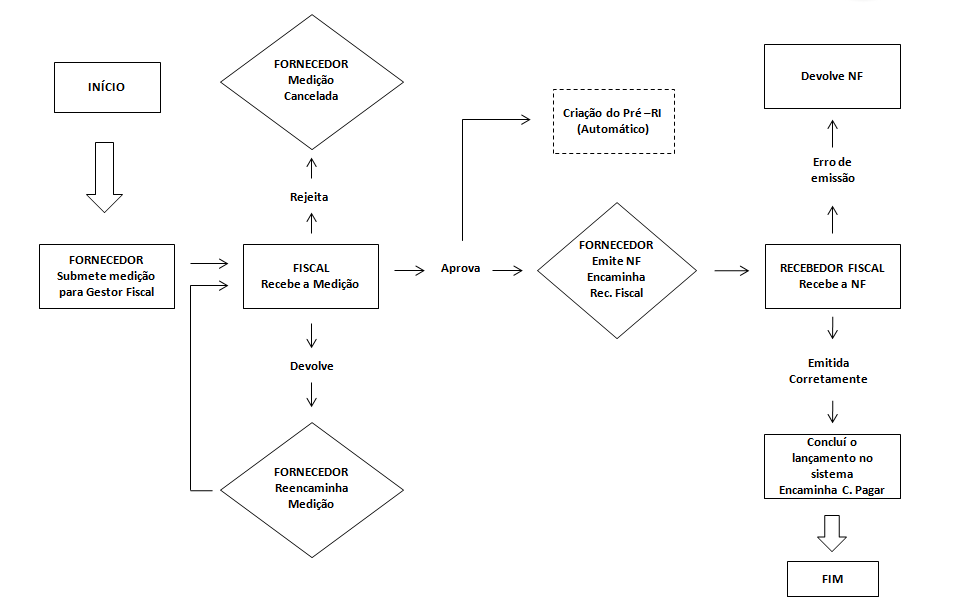 INÍCIO
FORNECEDOR
Medição
Cancelada
Devolve NF
Criação do Pré –RI
(Automático)
Erro de
emissão
Rejeita
FORNECEDOR
Submete medição
para Gestor Fiscal
FISCAL
Recebe a Medição
Aprova
FORNECEDOR
Emite NF
Encaminha
Rec. Fiscal
RECEBEDOR FISCAL
Recebe a NF
Devolve
Emitida
Corretamente
FORNECEDOR
Reencaminha
Medição
Concluí o
lançamento no
sistema
Encaminha C. Pagar
FIM